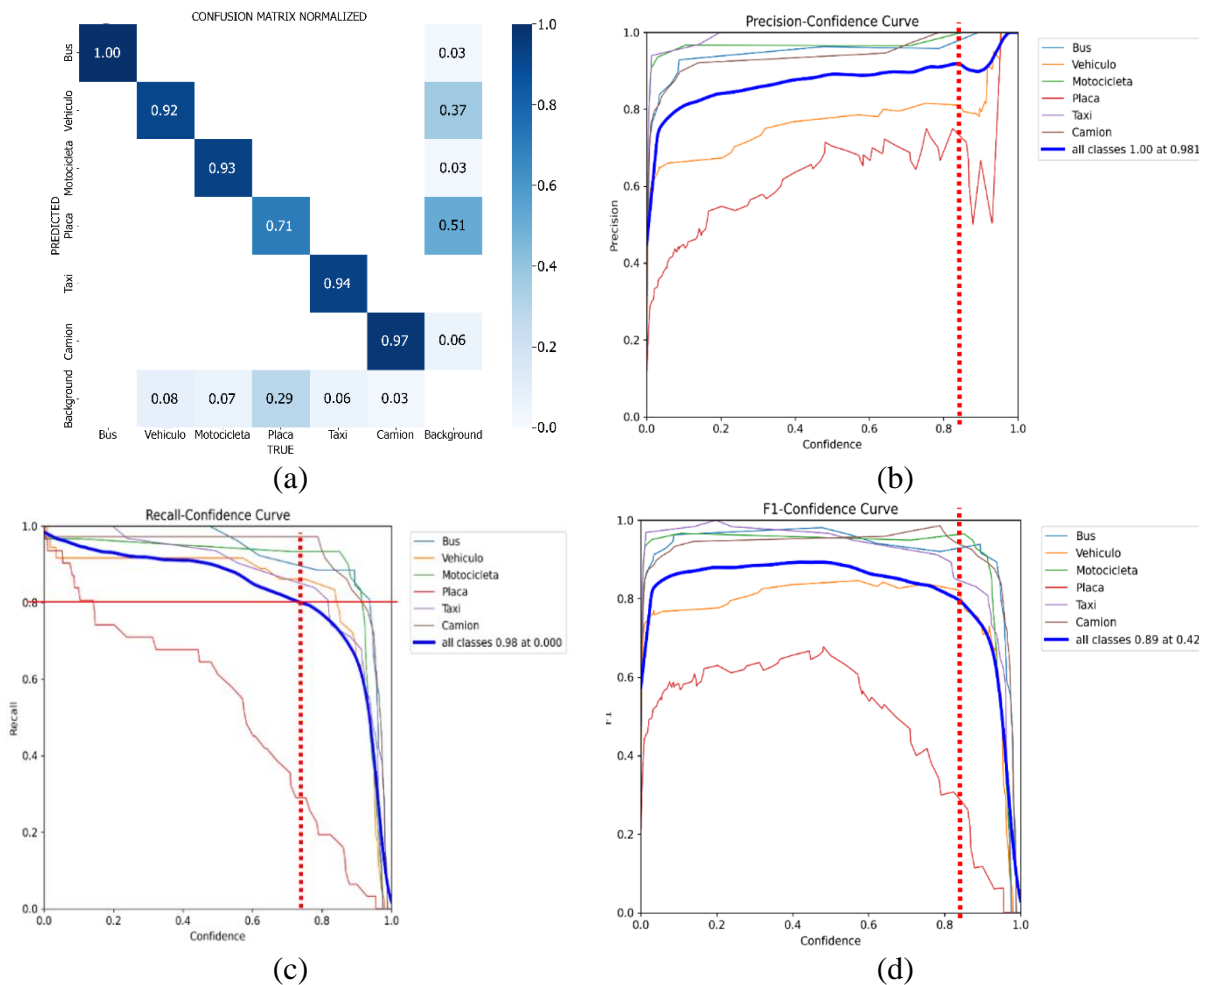 CONFUSION MATRIX NORMALIZED
PREDICTED
Bus 1.00 0.03
Vehiculo 0.92 0.37
Motocicleta 0.93 0.03
Placa 0.71 0.51
Taxi 0.94
Camion 0.97 0.06
Background 0.08 0.07 0.29 0.06 0.03
Bus Vehiculo Motocicleta Placa Taxi Camion Background
TRUE
1.0
0.8
0.6
0.4
0.2
0.0
(a)
Precision-Confidence Curve
Precision
1.0
0.8
0.6
0.4
0.2
0.0
0.0 0.2 0.4 0.6 0.8 1.0
Confidence
Bus
Vehiculo
Motocicleta
Placa
Taxi
Camion
all classes 1.00 at 0.981
(b)
Recall-Confidence Curve
Recall
1.0
0.8
0.6
0.4
0.2
0.0
0.0 0.2 0.4 0.6 0.8 1.0
Confidence
Bus
Vehiculo
Motocicleta
Placa
Taxi
Camion
all classes 0.98 at 0.000
(c)
F1-Confidence Curve
F1
1.0
0.8
0.6
0.4
0.2
0.0
0.0 0.2 0.4 0.6 0.8 1.0
Confidence
Bus
Vehiculo
Motocicleta
Placa
Taxi
Camion
all classes 0.89 at 0.42
(d)